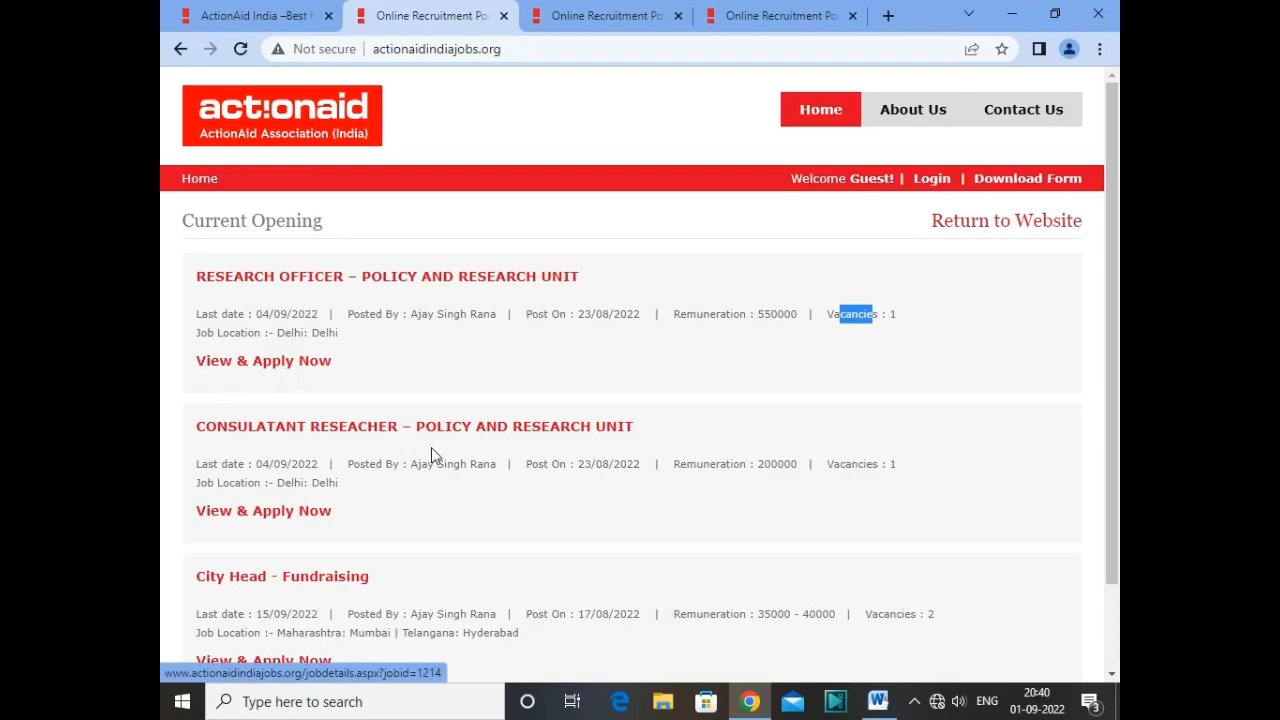 ActionAid India –Best N
Online Recruitment Po
Online Recruitment Po
Online Recruitment Po
Not secure
actionaidindiajobs.org
act!onaid
ActionAid Association (India)
Home
About Us
Contact Us
Home
Welcome Guest! | Login | Download Form
Current Opening
Return to Website
RESEARCH OFFICER – POLICY AND RESEARCH UNIT
Last date : 04/09/2022 | Posted By : Ajay Singh Rana | Post On : 23/08/2022 | Remuneration : 550000 | Vacancies : 1
Job Location :- Delhi: Delhi
View & Apply Now
CONSULATANT RESEACHER – POLICY AND RESEARCH UNIT
Last date : 04/09/2022 | Posted By : Ajay Singh Rana | Post On : 23/08/2022 | Remuneration : 200000 | Vacancies : 1
Job Location :- Delhi: Delhi
View & Apply Now
City Head - Fundraising
Last date : 15/09/2022 | Posted By : Ajay Singh Rana | Post On : 17/08/2022 | Remuneration : 35000 - 40000 | Vacancies : 2
Job Location :- Maharashtra: Mumbai | Telangana: Hyderabad
View & Apply Now
www.actionaidindiajobs.org/jobdetails.aspx?jobid=1214
Type here to search
ENG
20:40
01-09-2022
3